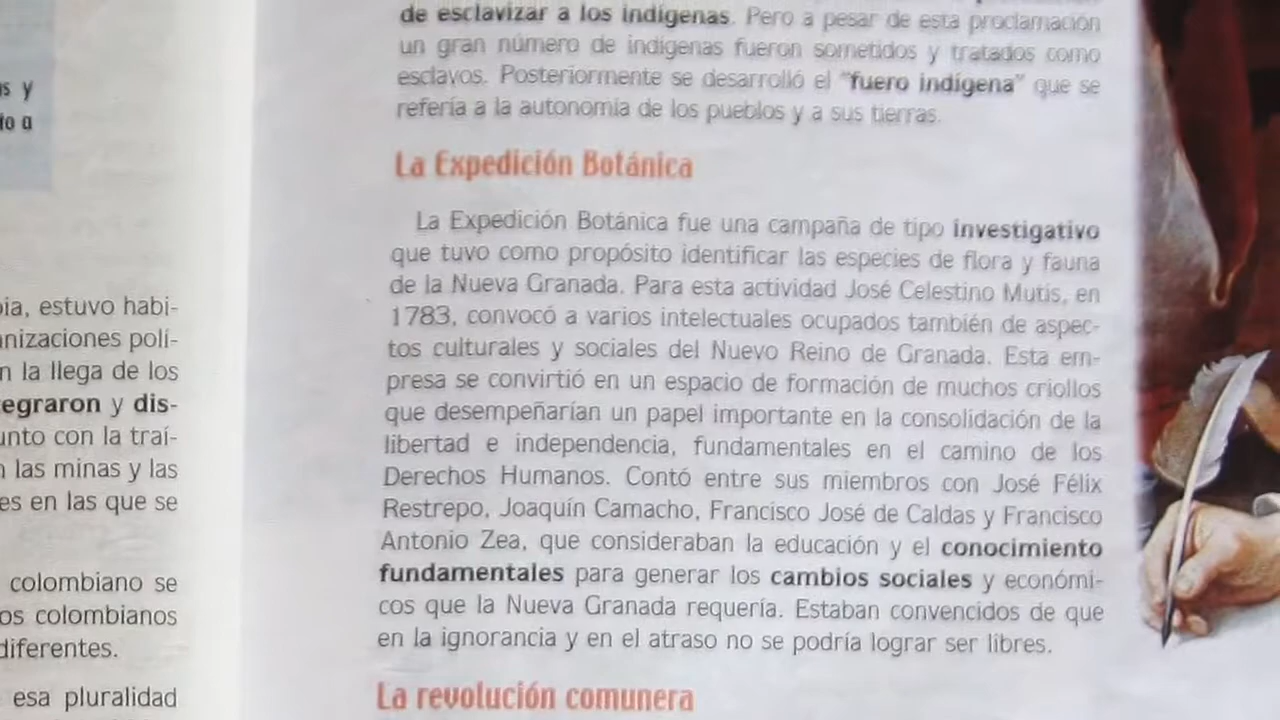 s y
to a
bia, estuvo habi-
nizaciones polí-
n la llega de los
egraron y dis-
unto con la traí-
n las minas y las
es en las que se
colombiano se
os colombianos
diferentes.
esa pluralidad
de esclavizar a los indígenas. Pero a pesar de esta proclamación
un gran número de indígenas fueron sometidos y tratados como
esclavos. Posteriormente se desarrolló el "fuero indígena" que se
refería a la autonomía de los pueblos y a sus tierras.
La Expedición Botánica
La Expedición Botánica fue una campaña de tipo investigativo
que tuvo como propósito identificar las especies de flora y fauna
de la Nueva Granada. Para esta actividad José Celestino Mutis, en
1783, convocó a varios intelectuales ocupados también de aspec-
tos culturales y sociales del Nuevo Reino de Granada. Esta em-
presa se convirtió en un espacio de formación de muchos criollos
que desempeñarían un papel importante en la consolidación de la
libertad e independencia, fundamentales en el camino de los
Derechos Humanos. Contó entre sus miembros con José Félix
Restrepo, Joaquín Camacho, Francisco José de Caldas y Francisco
Antonio Zea, que consideraban la educación y el conocimiento
fundamentales para generar los cambios sociales y económi-
cos que la Nueva Granada requería. Estaban convencidos de que
en la ignorancia y en el atraso no se podría lograr ser libres.
La revolución comunera